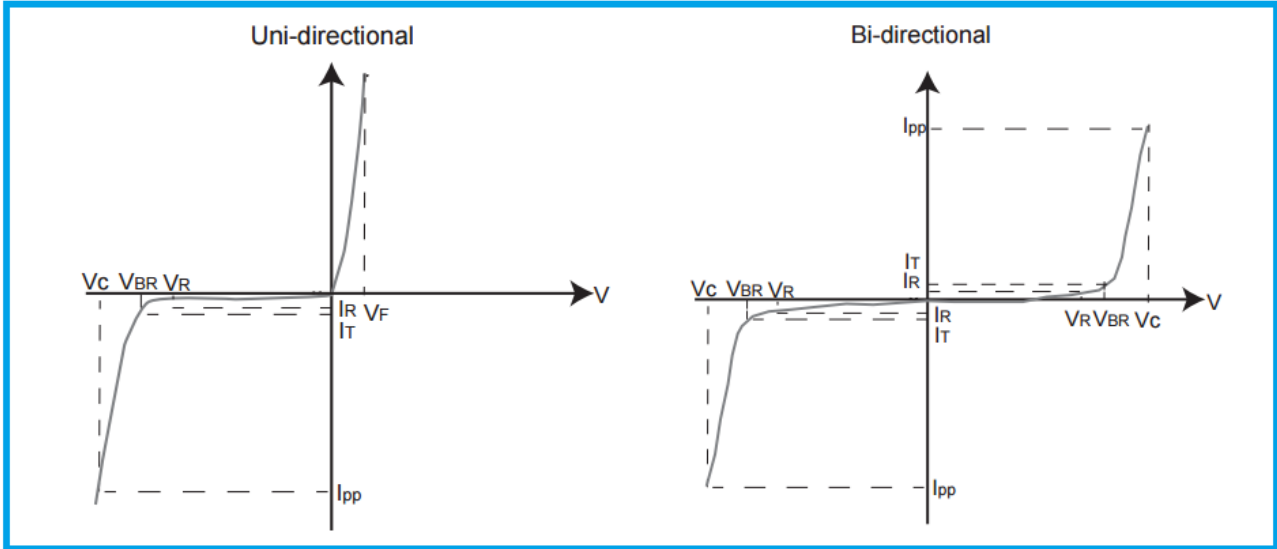 Uni-directional
Vc VBR VR
V
IR VF
IT
Ipp
Bi-directional
Ipp
IT
IR
Vc VBR VR
V
IR
IT
VR VBR Vc
Ipp